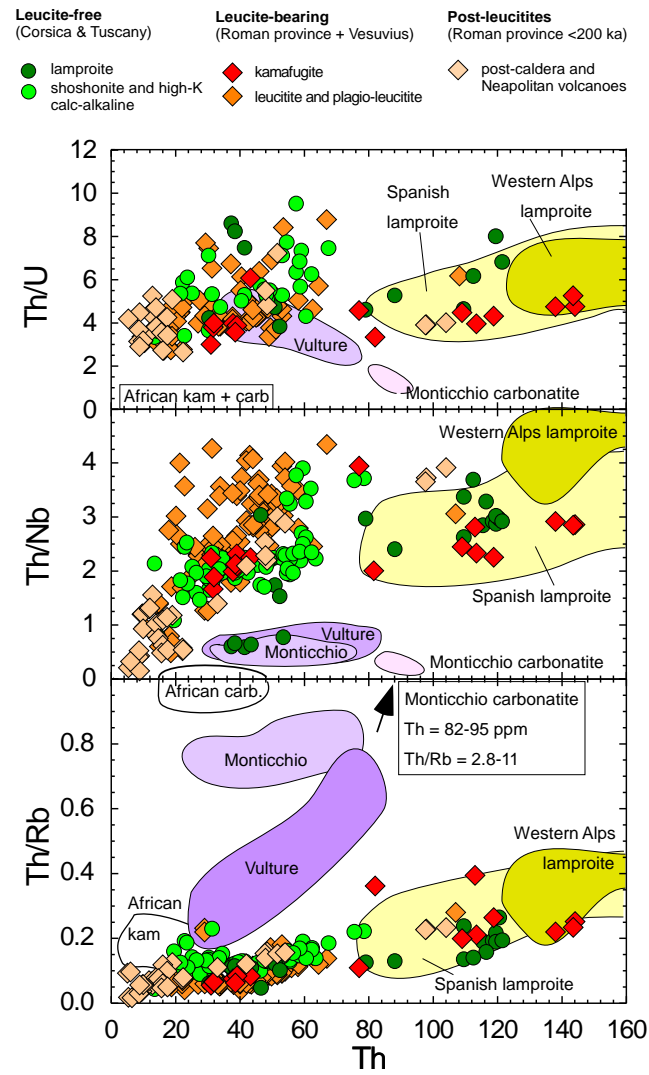 Leucite-free
(Corsica & Tuscany)
lamproite
shoshonite and high-K
calc-alkaline
Leucite-bearing
(Roman province + Vesuvius)
kamafugite
leucitite and plagio-leucitite
Post-leucitites
(Roman province <200 ka)
post-caldera and
Neapolitan volcanoes
Th/U
12
10
8
6
4
2
0
Spanish
lamproite
Western Alps
lamproite
Vulture
African kam + carb
Monticchio carbonatite
Th/Nb
4
3
2
1
0
Western Alps lamproite
Spanish lamproite
Vulture
Monticchio
Monticchio carbonatite
African carb.
Th/Rb
0.8
0.6
0.4
0.2
0.0
Monticchio carbonatite
Th = 82-95 ppm
Th/Rb = 2.8-11
Monticchio
Vulture
African
kam
Western Alps
lamproite
Spanish lamproite
0 20 40 60 80 100 120 140 160
Th